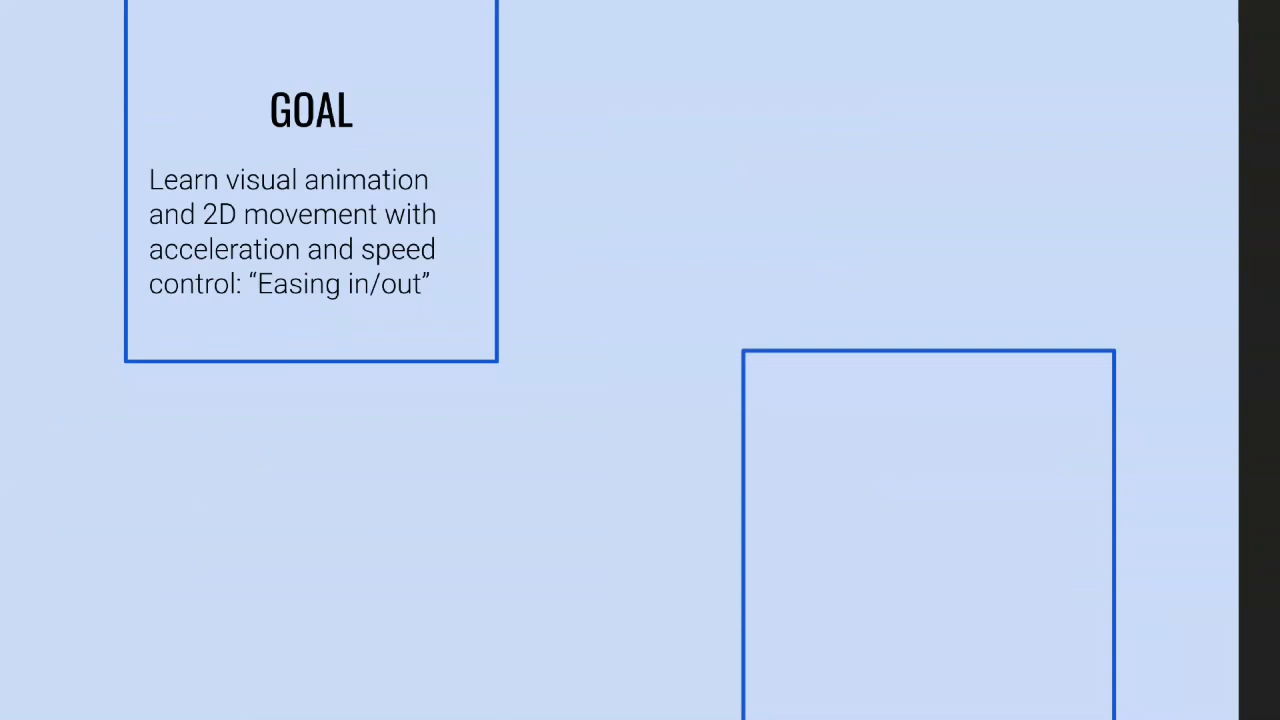 GOAL
Learn visual animation
and 2D movement with
acceleration and speed
control: “Easing in/out”